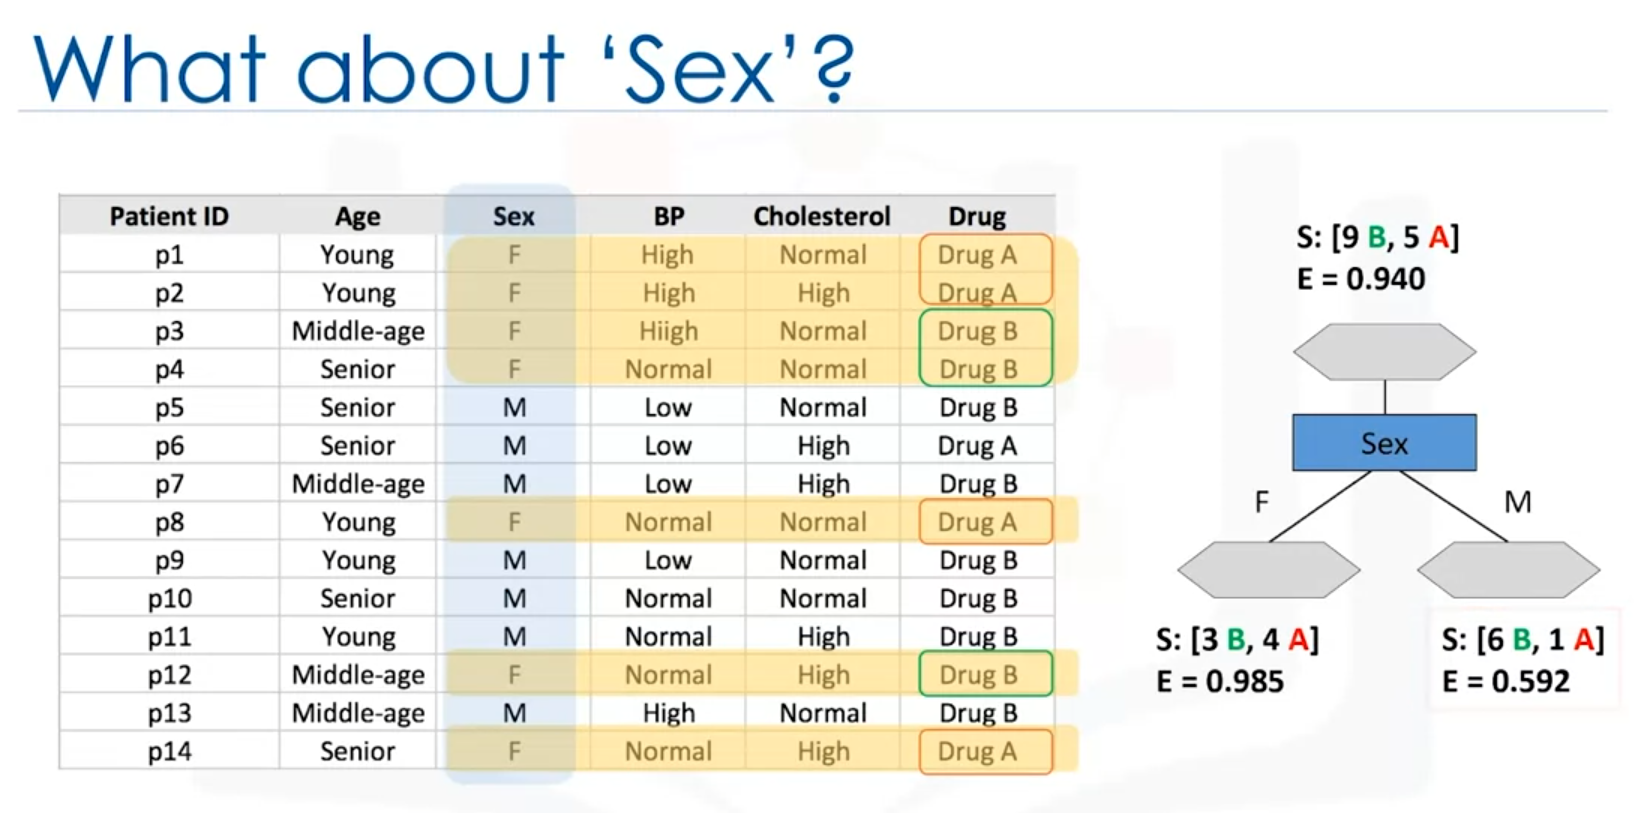 What about ‘Sex’?
Patient ID Age Sex BP Cholesterol Drug
p1 Young F High Normal Drug A
p2 Young F High High Drug A
p3 Middle-age F Hiigh Normal Drug B
p4 Senior F Normal Normal Drug B
p5 Senior M Low Normal Drug B
p6 Senior M Low High Drug A
p7 Middle-age M Low High Drug B
p8 Young F Normal Normal Drug A
p9 Young M Low Normal Drug B
p10 Senior M Normal Normal Drug B
p11 Young M Normal High Drug B
p12 Middle-age F Normal High Drug B
p13 Middle-age M High Normal Drug B
p14 Senior F Normal High Drug A
S: [9 B, 5 A]
E = 0.940
Sex
F M
S: [3 B, 4 A]
E = 0.985
S: [6 B, 1 A]
E = 0.592